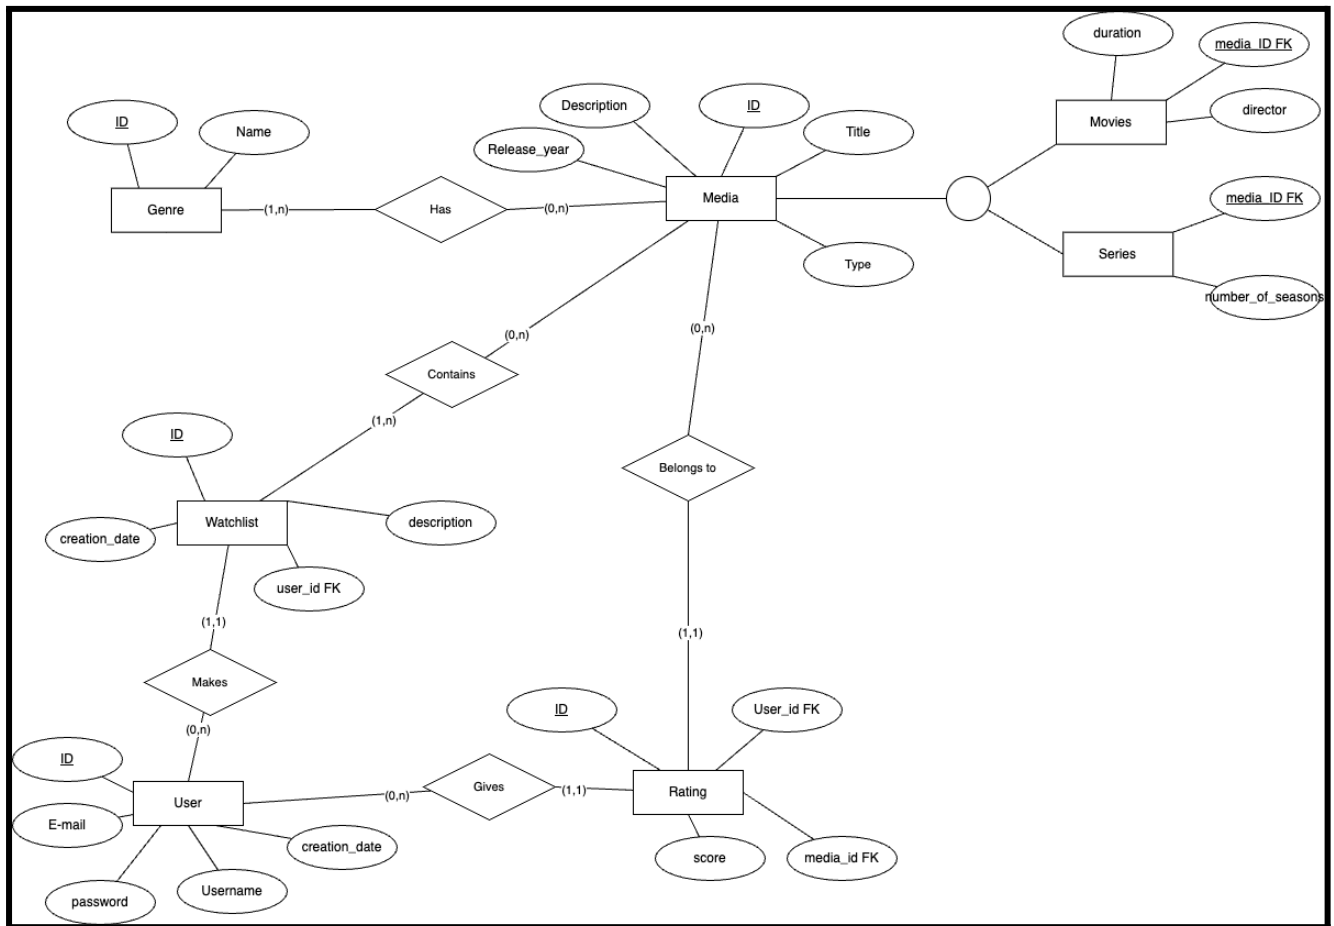 duration
media_ID FK
Description
ID
director
Movies
ID
Name
Title
Release_year
Genre
(1,n)
Has
(0,n)
Media
media_ID FK
Series
Type
number_of_seasons
(0,n)
(0,n)
Contains
(1,n)
ID
Belongs to
Watchlist
description
creation_date
user_id FK
(1,1)
(1,1)
Makes
ID
User_id FK
(0,n)
ID
Gives
(0,n)
(1,1)
Rating
User
E-mail
creation_date
score
media_id FK
Username
password